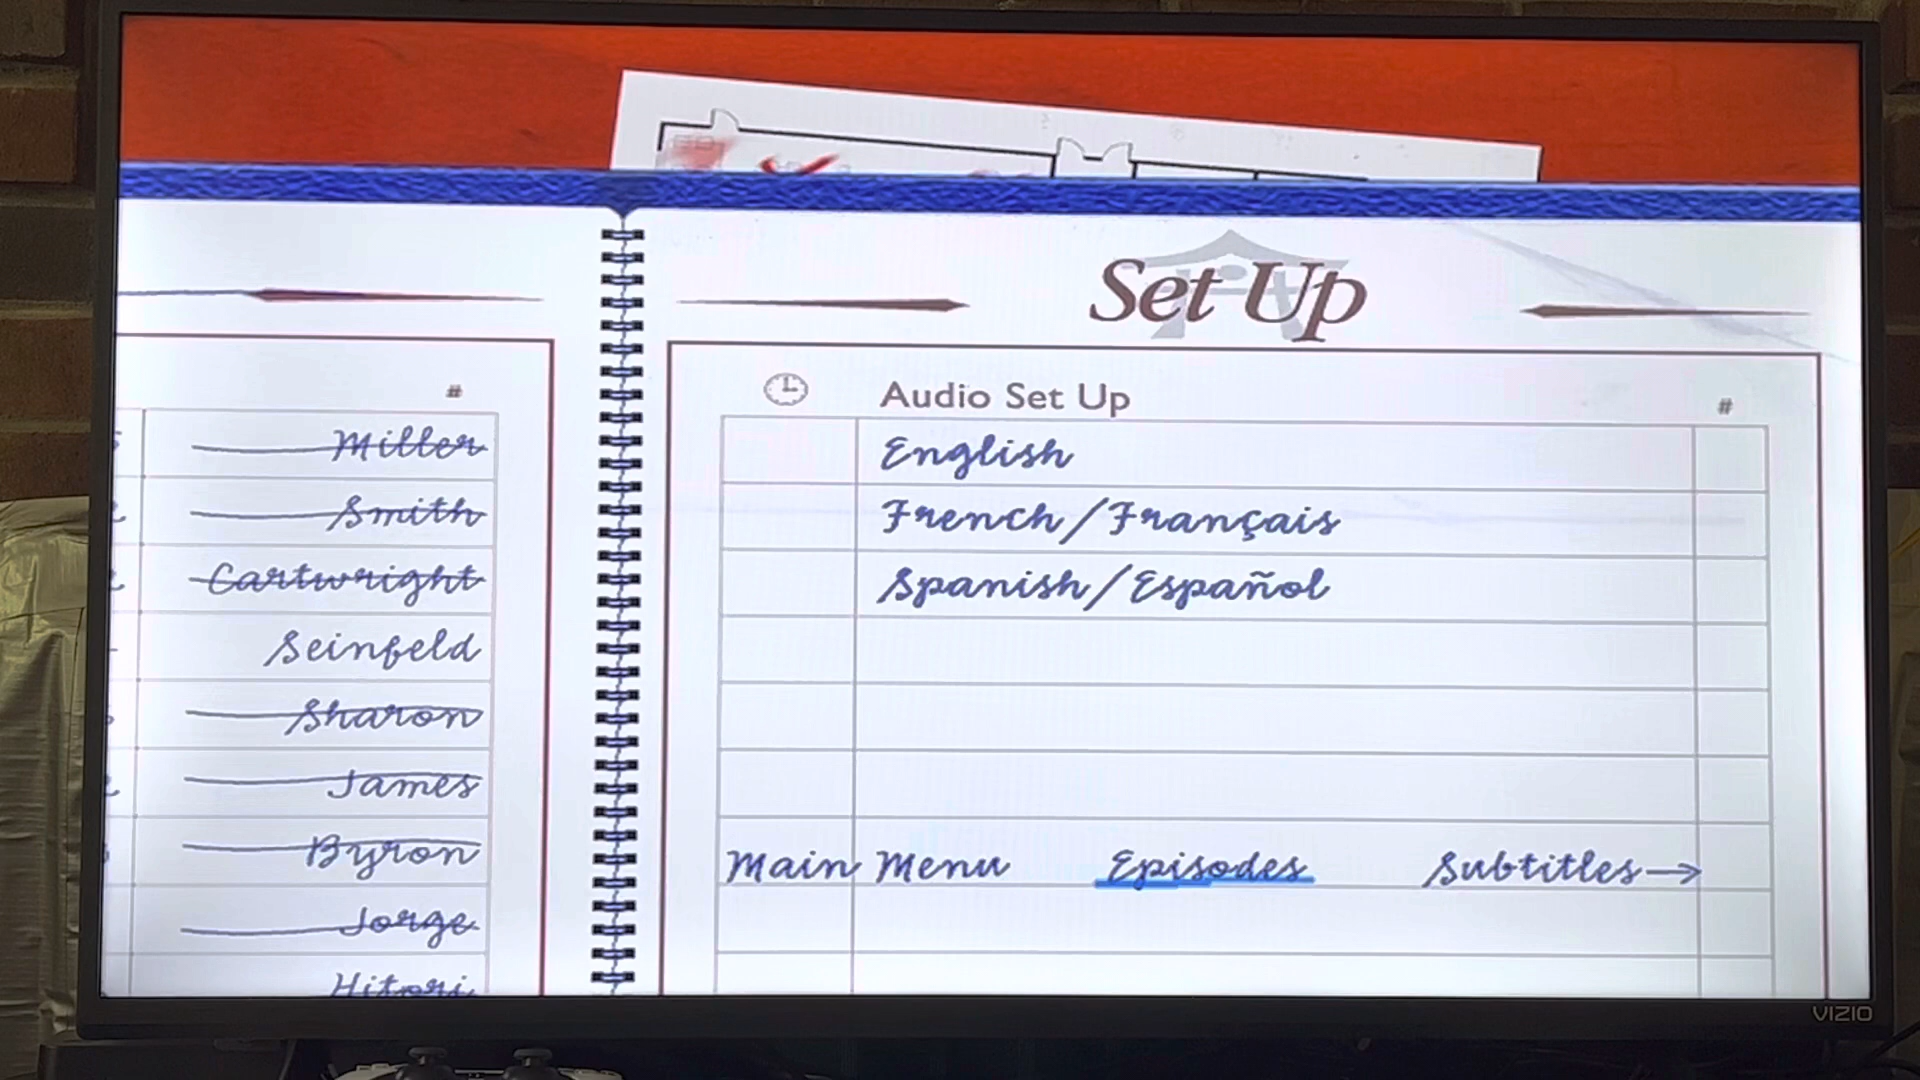 Set Up
#
Miller
Smith
Cartwright
Seinfeld
Sharon
James
Byron
Jorge
Hitori
Audio Set Up
#
English
French/Français
Spanish/Español
Main Menu Episodes Subtitles→
VIZIO